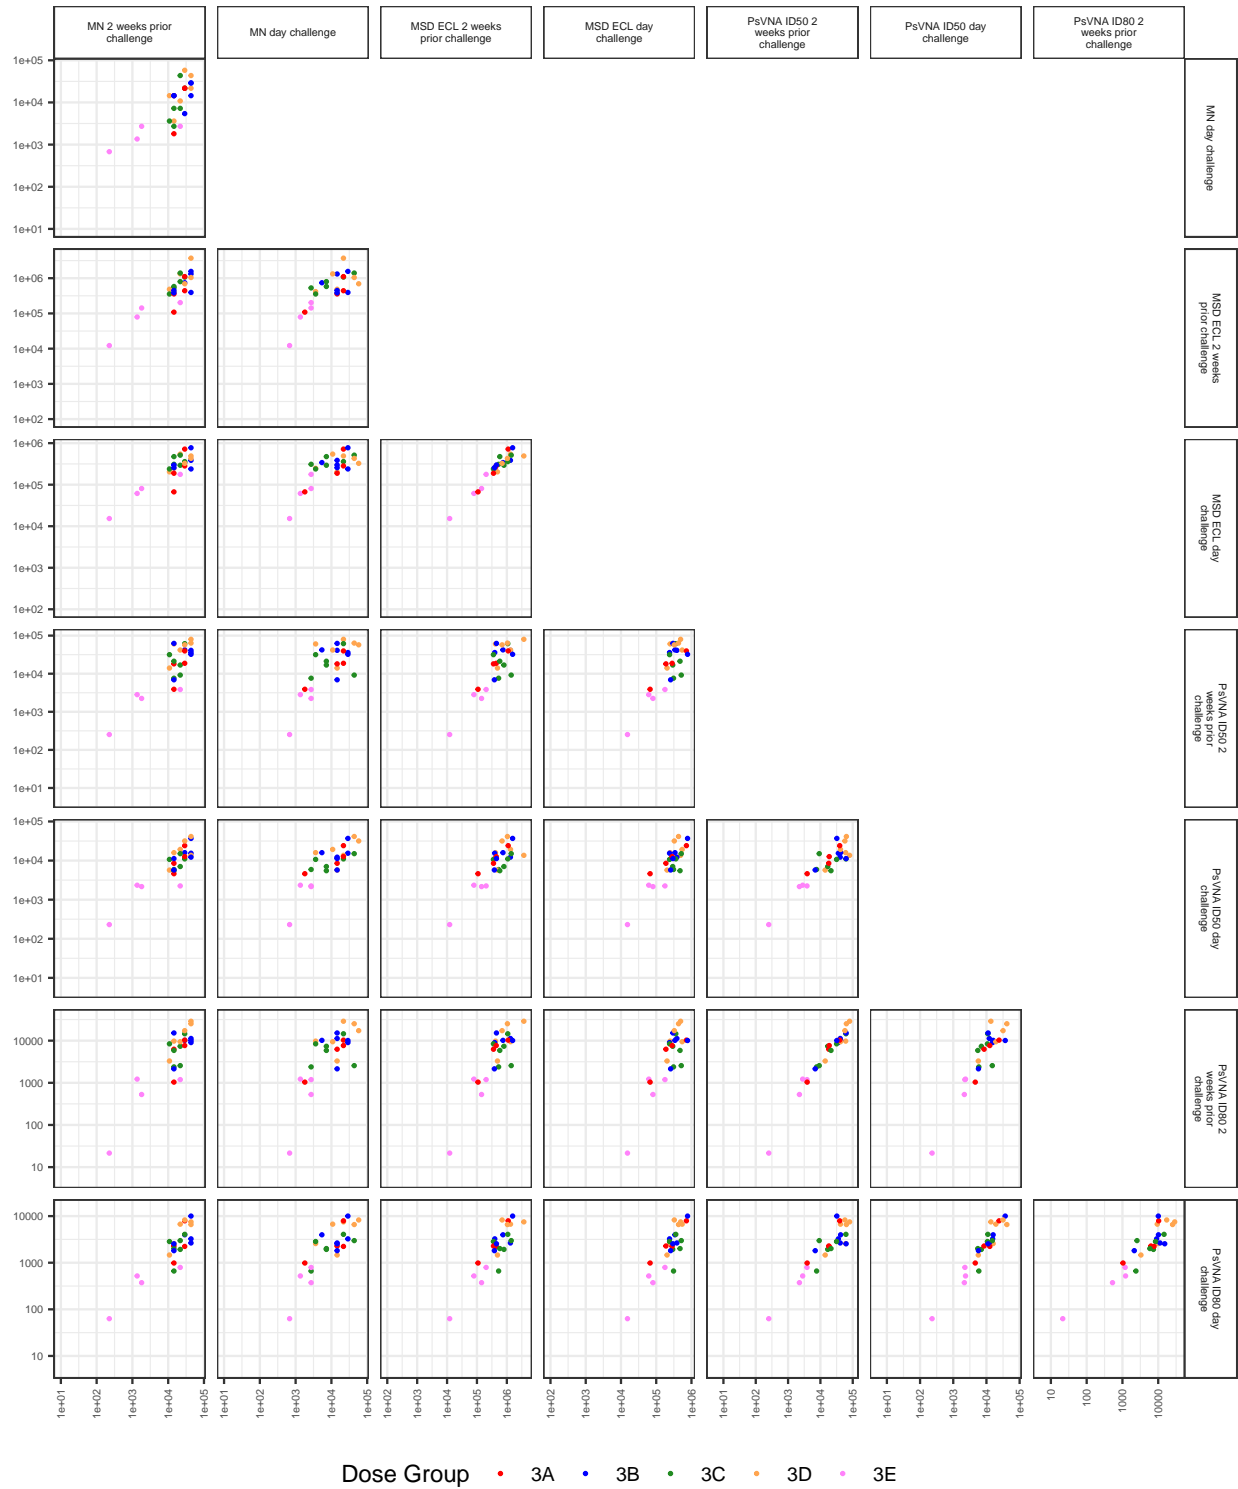 MN 2 weeks prior
challenge
MN day challenge
MSD ECL 2 weeks
prior challenge
MSD ECL day
challenge
PsVNA ID50 2
weeks prior
challenge
PsVNA ID50 day
challenge
PsVNA ID80 2
weeks prior
challenge
1e+05
1e+04
1e+03
1e+02
1e+01
MN day challenge
1e+06
1e+05
1e+04
1e+03
1e+02
MSD ECL 2 weeks
prior challenge
1e+06
1e+05
1e+04
1e+03
1e+02
MSD ECL day
challenge
1e+05
1e+04
1e+03
1e+02
1e+01
PsVNA ID50 2
weeks prior
challenge
1e+05
1e+04
1e+03
1e+02
1e+01
PsVNA ID50 day
challenge
10000
1000
100
10
PsVNA ID80 2
weeks prior
challenge
10000
1000
100
10
PsVNA ID80 day
challenge
1e+01 1e+02 1e+03 1e+04 1e+05
1e+01 1e+02 1e+03 1e+04 1e+05
1e+02 1e+03 1e+04 1e+05 1e+06
1e+02 1e+03 1e+04 1e+05 1e+06
1e+01 1e+02 1e+03 1e+04 1e+05
1e+01 1e+02 1e+03 1e+04 1e+05
10 100 1000 10000
Dose Group 3A 3B 3C 3D 3E